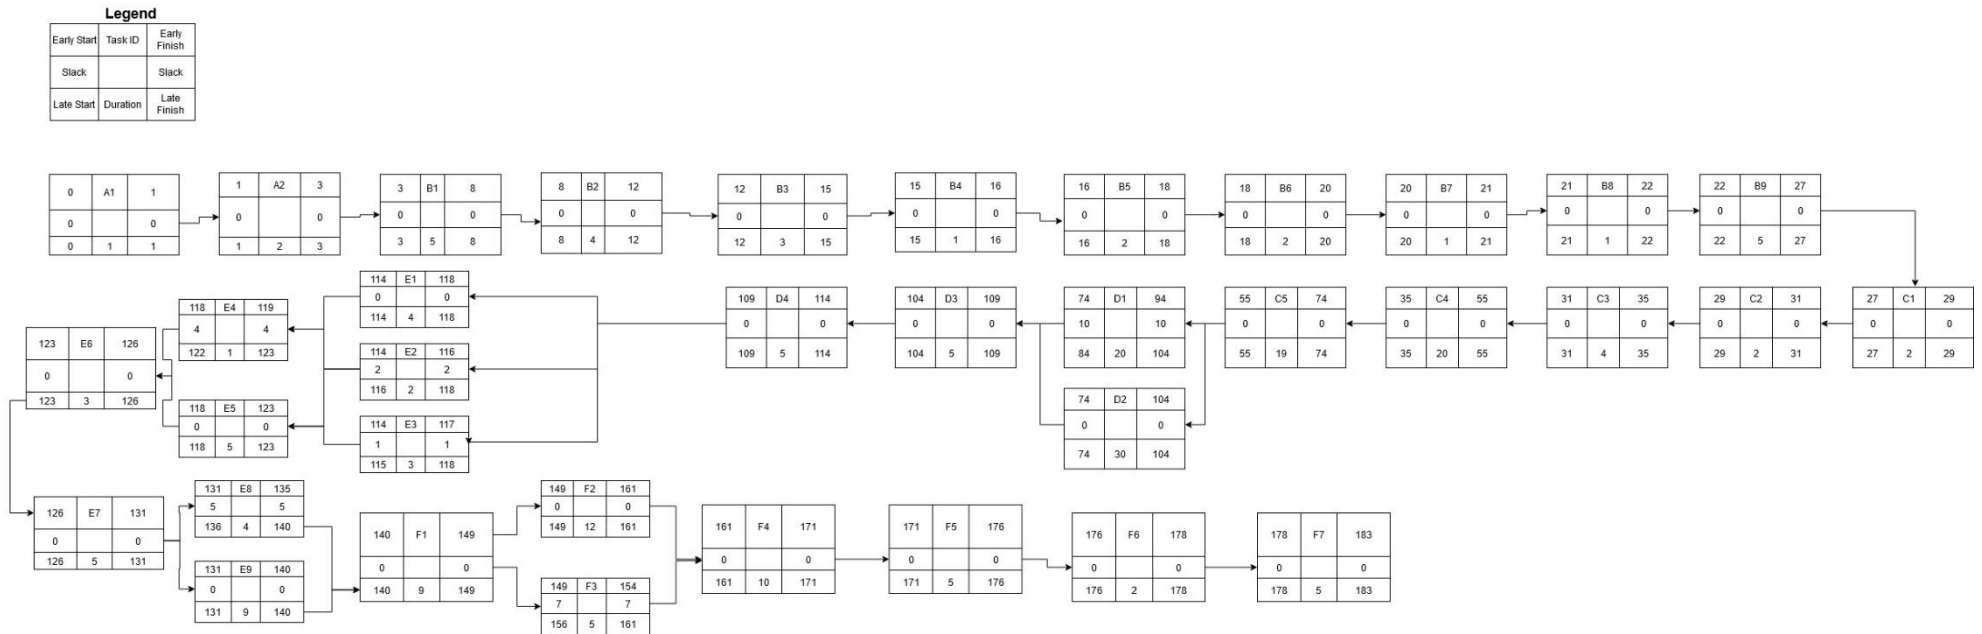 Legend
Early Start Task ID Early Finish
Slack Slack
Late Start Duration Late Finish
0 A1 1
0 0
0 1 1
1 A2 3
0 0
1 2 3
3 B1 8
0 0
3 5 8
8 B2 12
0 0
8 4 12
12 B3 15
0 0
12 3 15
15 B4 16
0 0
15 1 16
16 B5 18
0 0
16 2 18
18 B6 20
0 0
18 2 20
20 B7 21
0 0
20 1 21
21 B8 22
0 0
21 1 22
22 B9 27
0 0
22 5 27
27 C1 29
0 0
27 2 29
29 C2 31
0 0
29 2 31
31 C3 35
0 0
31 4 35
35 C4 55
0 0
35 20 55
55 C5 74
0 0
55 19 74
74 D1 94
10 10
84 20 104
74 D2 104
0 0
74 30 104
104 D3 109
0 0
104 5 109
109 D4 114
0 0
109 5 114
114 E1 118
0 0
114 4 118
114 E2 116
2 2
116 2 118
114 E3 117
1 1
115 3 118
118 E4 119
4 4
122 1 123
118 E5 123
0 0
118 5 123
123 E6 126
0 0
123 3 126
126 E7 131
0 0
126 5 131
131 E8 135
5 5
136 4 140
131 E9 140
0 0
131 9 140
140 F1 149
0 0
140 9 149
149 F2 161
0 0
149 12 161
149 F3 154
7 7
156 5 161
161 F4 171
0 0
161 10 171
171 F5 176
0 0
171 5 176
176 F6 178
0 0
176 2 178
178 F7 183
0 0
178 5 183